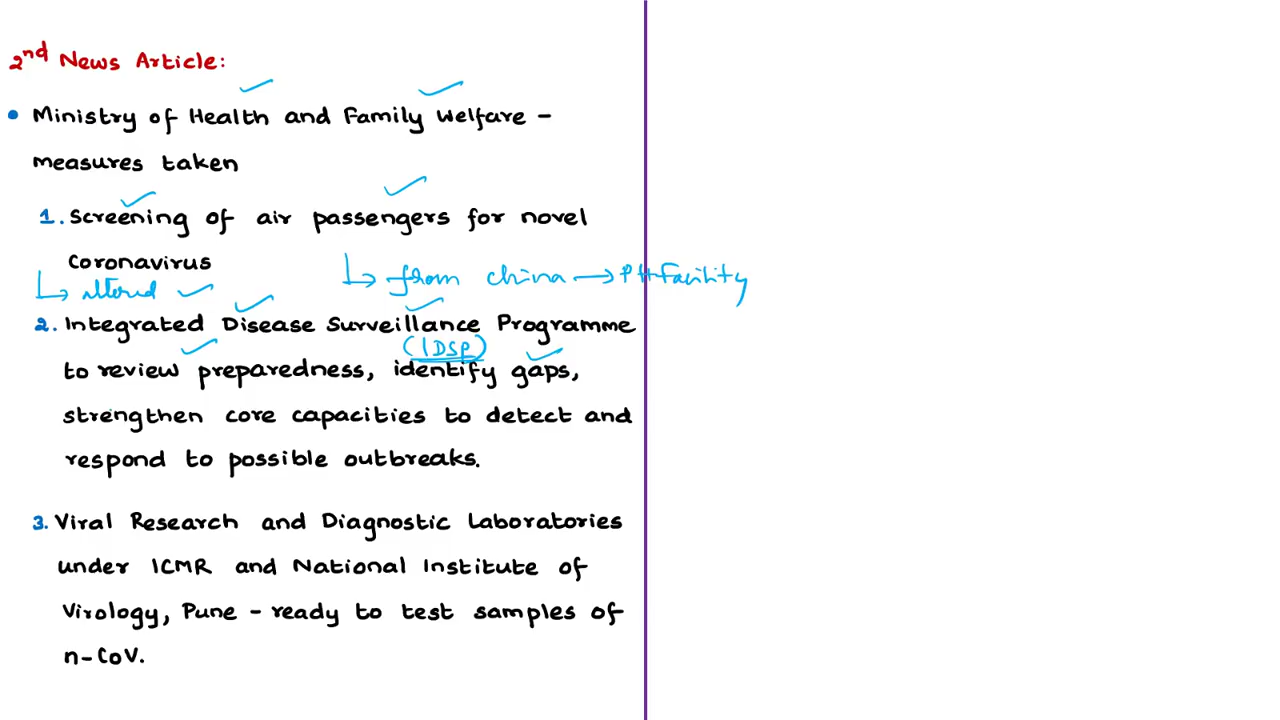 2nd News Article:
• Ministry of Health and Family Welfare –
measures taken
1. Screening of air passengers for novel
Coronavirus
↳ from china → PH Facility
↳ altered
2. Integrated Disease Surveillance Programme
(IDSP)
to review preparedness, identify gaps,
strengthen core capacities to detect and
respond to possible outbreaks.
3. Viral Research and Diagnostic Laboratories
under ICMR and National Institute of
Virology, Pune – ready to test samples of
n-CoV.